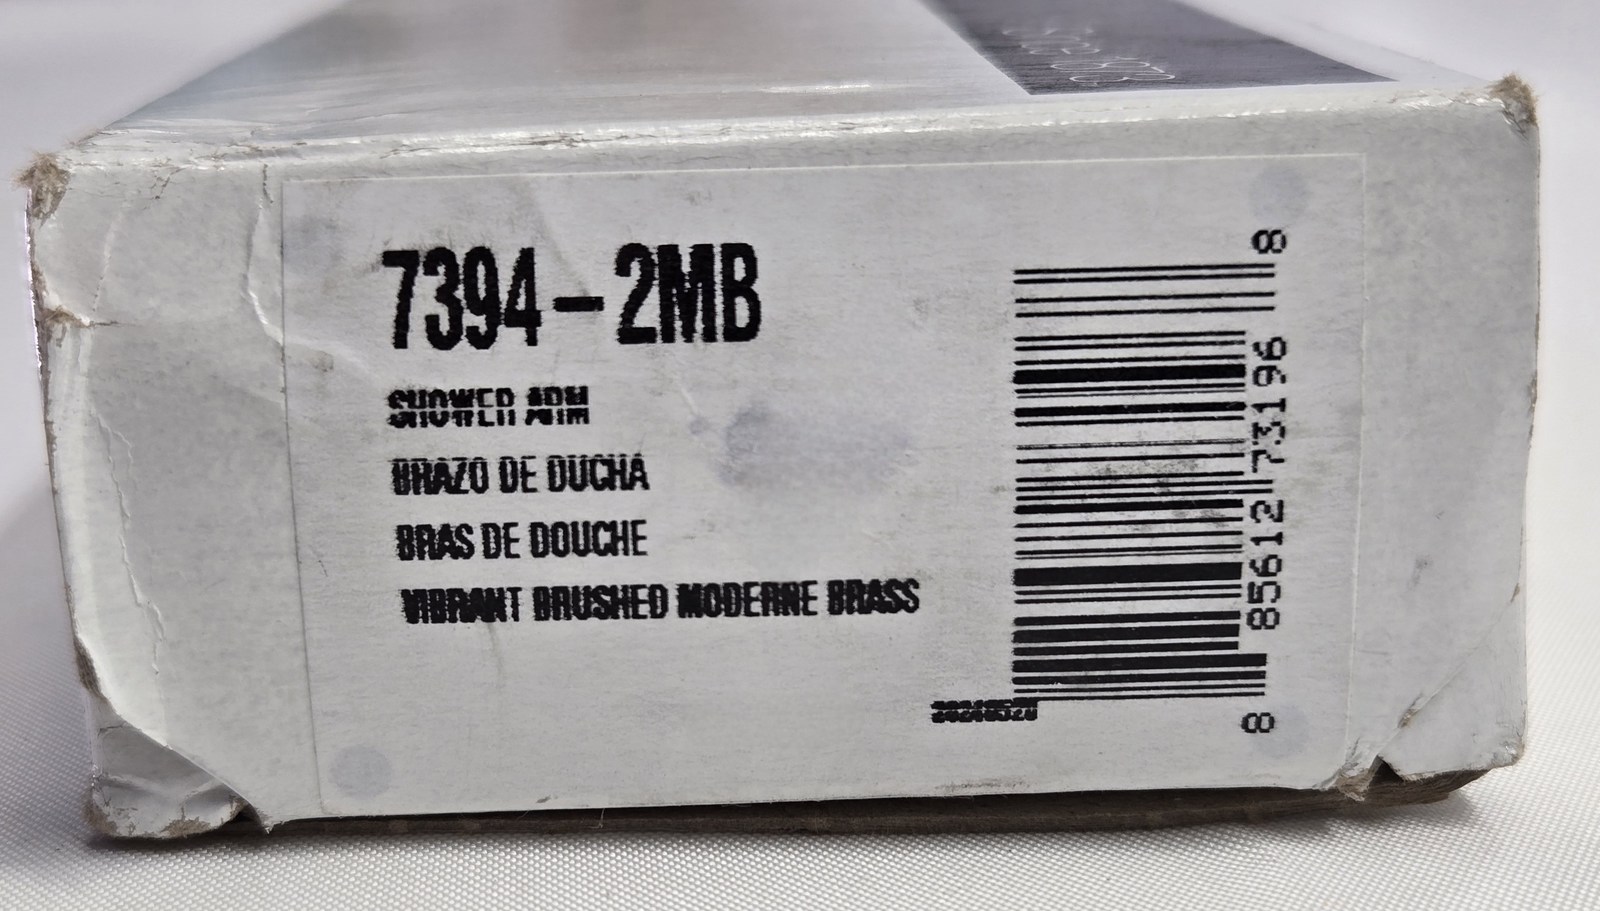 7394-2MB
SHOWER ARM
BRAZO DE DUCHA
BRAS DE DOUCHE
VIBRANT BRUSHED MODERNE BRASS
8 85612 73196 8